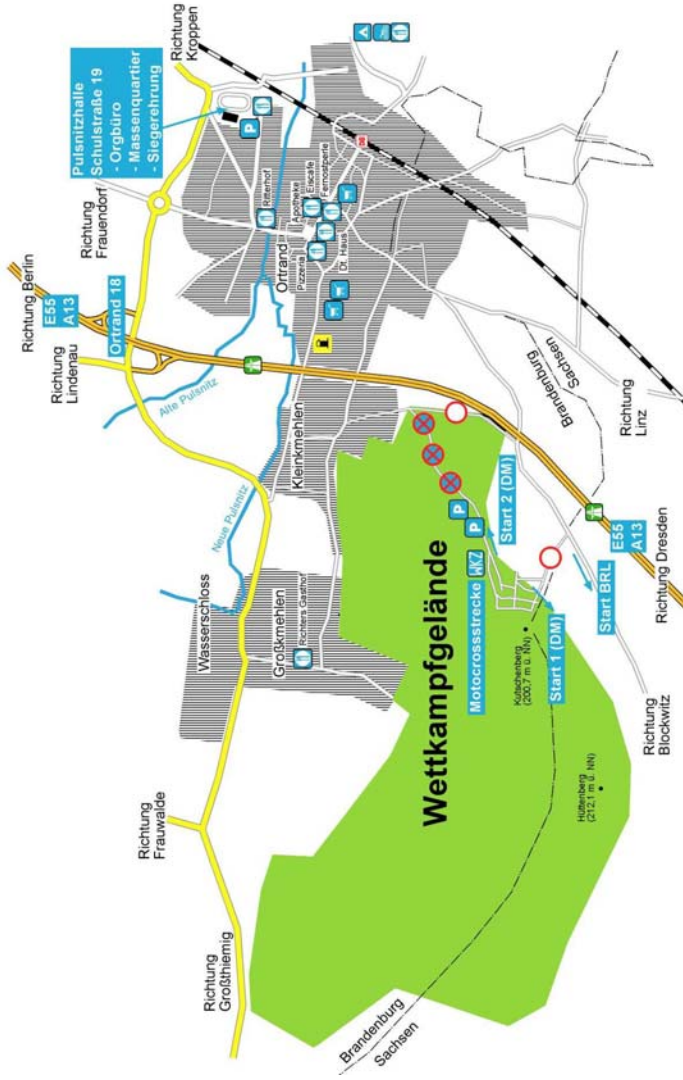 Richtung
Großthiemig
Richtung
Frauwalde
Wasserschloss
Großkmehlen
Richters Gasthof
Neue Pulsnitz
Alte Pulsnitz
Kleinkmehlen
Richtung
Lindenau
Richtung Berlin
E55
A13
Ortrand 18
Richtung
Frauendorf
Pulsnitzhalle
Schulstraße 19
- Orgbüro
- Massenquartier
- Siegerehrung
Richtung
Kroppen
P
Ritterhof
Ortrand
Pizzeria
Apotheke
Eiscafe
Fernostperle
Dt. Haus
DB
Wettkampfgelände
Motocrossstrecke
WKZ
P
P
Start 2 (DM)
Start 1 (DM)
Start BRL
Kutschenberg
(200,7 m ü. NN)
Hüttenberg
(212,1 m ü. NN)
Brandenburg
Sachsen
Brandenburg
Sachsen
Richtung
Linz
E55
A13
Richtung Dresden
Richtung
Blockwitz